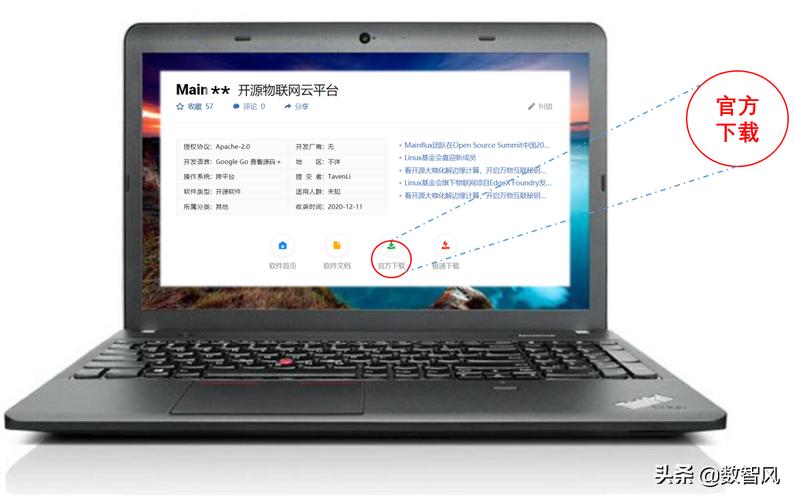 Main ** 开源物联网云平台
收藏 57 评论 0 分享 纠错
授权协议: Apache-2.0 开发厂商: 无
开发语言: Google Go 查看源码 » 地 区: 不详
操作系统: 跨平台 提 交 者: TavenLi
软件类型: 开源软件 适用人群: 未知
所属分类: 其他 收录时间: 2020-12-11
Mainflux团队在Open Source Summit中国20...
Linux基金会喜迎新成员
看开源大咖化解边缘计算、开启万物互联秘钥...
Linux基金会旗下物联网项目EdgeX Foundry发...
看开源大咖化解边缘计算、开启万物互联秘钥...
软件首页 软件文档 官方下载 极速下载
官方
下载
ThinkPad
Edge
头条 @数智风